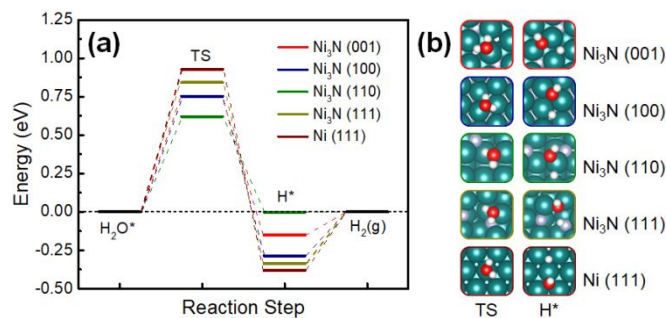 (a)
Energy (eV)
1.25
1.00
0.75
0.50
0.25
0.00
-0.25
-0.50
TS
Ni₃N (001)
Ni₃N (100)
Ni₃N (110)
Ni₃N (111)
Ni (111)
H₂O*
H*
H₂(g)
Reaction Step
(b)
Ni₃N (001)
Ni₃N (100)
Ni₃N (110)
Ni₃N (111)
Ni (111)
TS
H*